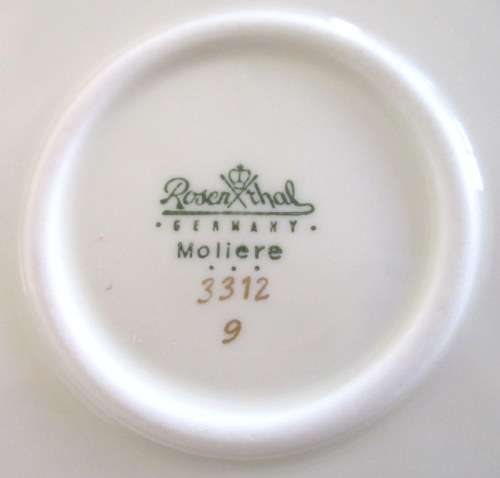 Rosenthal
· GERMANY ·
Moliere
3312
9